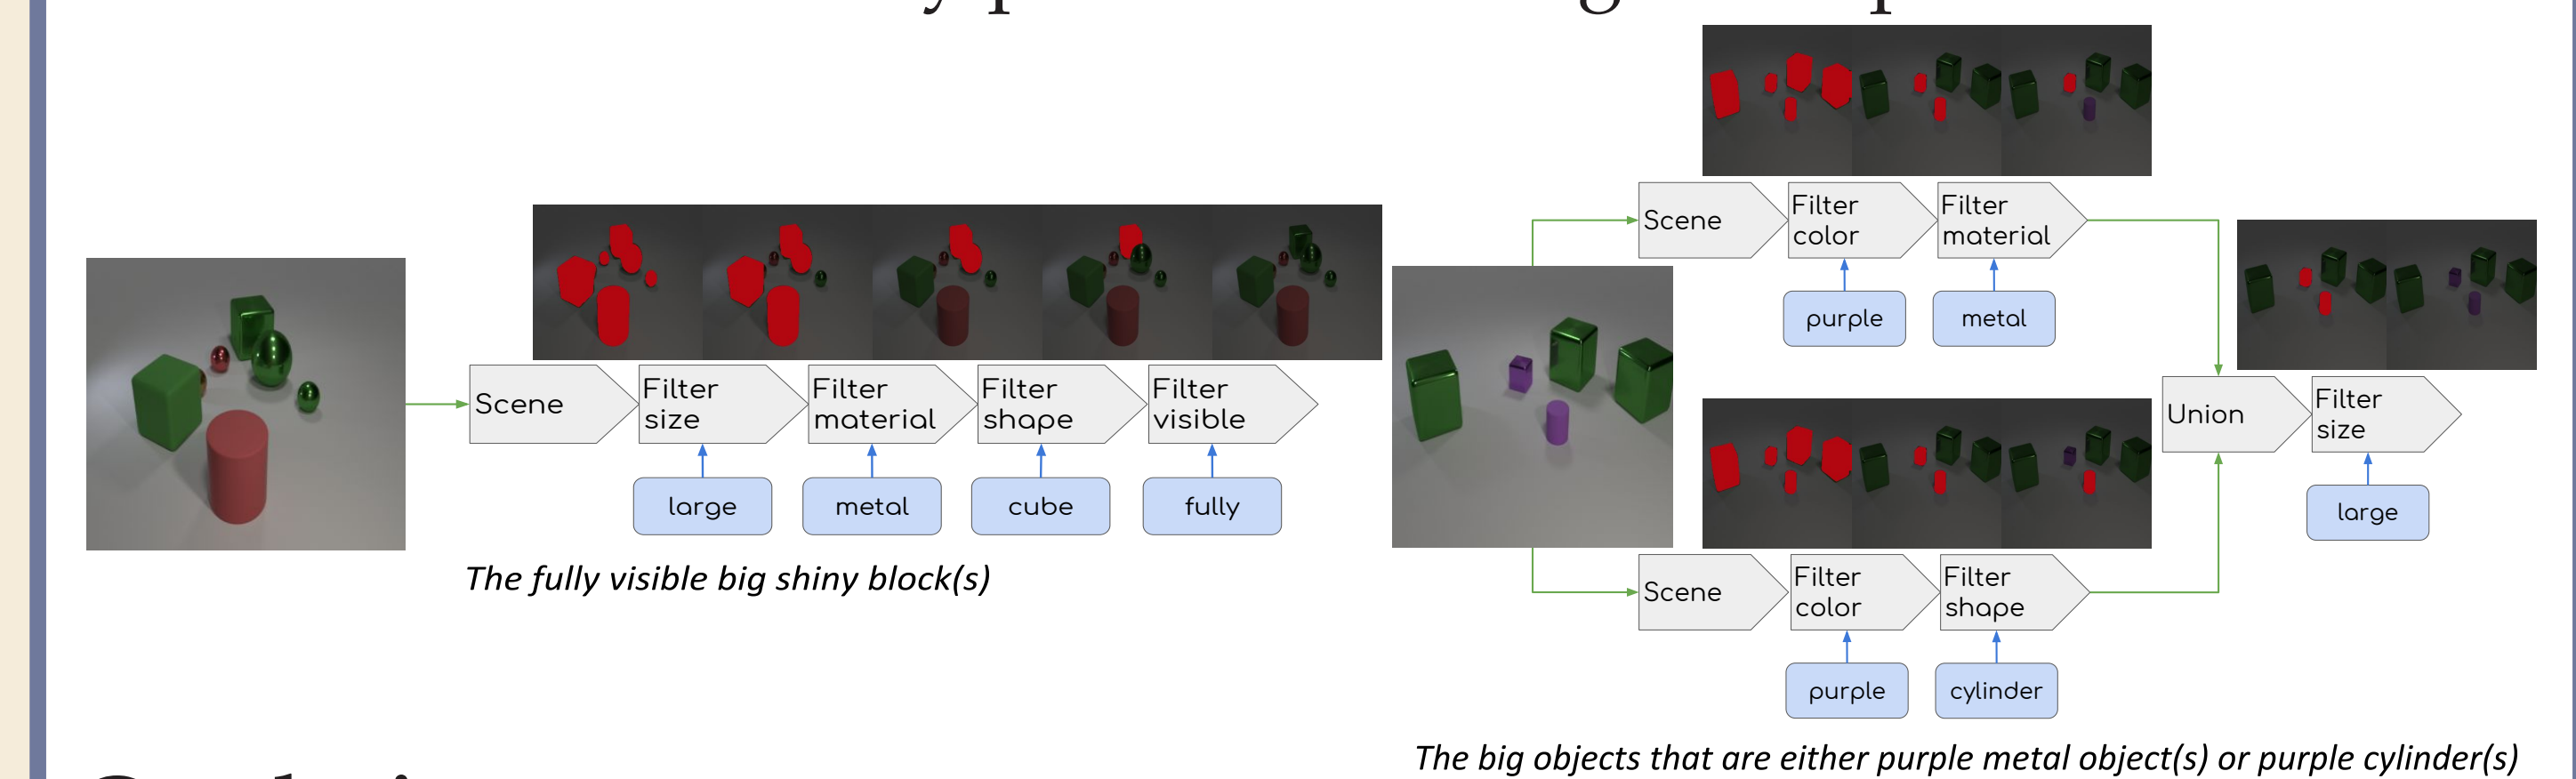 Scene
Filter
size
Filter
material
Filter
shape
Filter
visible
large
metal
cube
fully
The fully visible big shiny block(s)
Scene
Filter
color
Filter
material
purple
metal
Scene
Filter
color
Filter
shape
purple
cylinder
Union
Filter
size
large
The big objects that are either purple metal object(s) or purple cylinder(s)